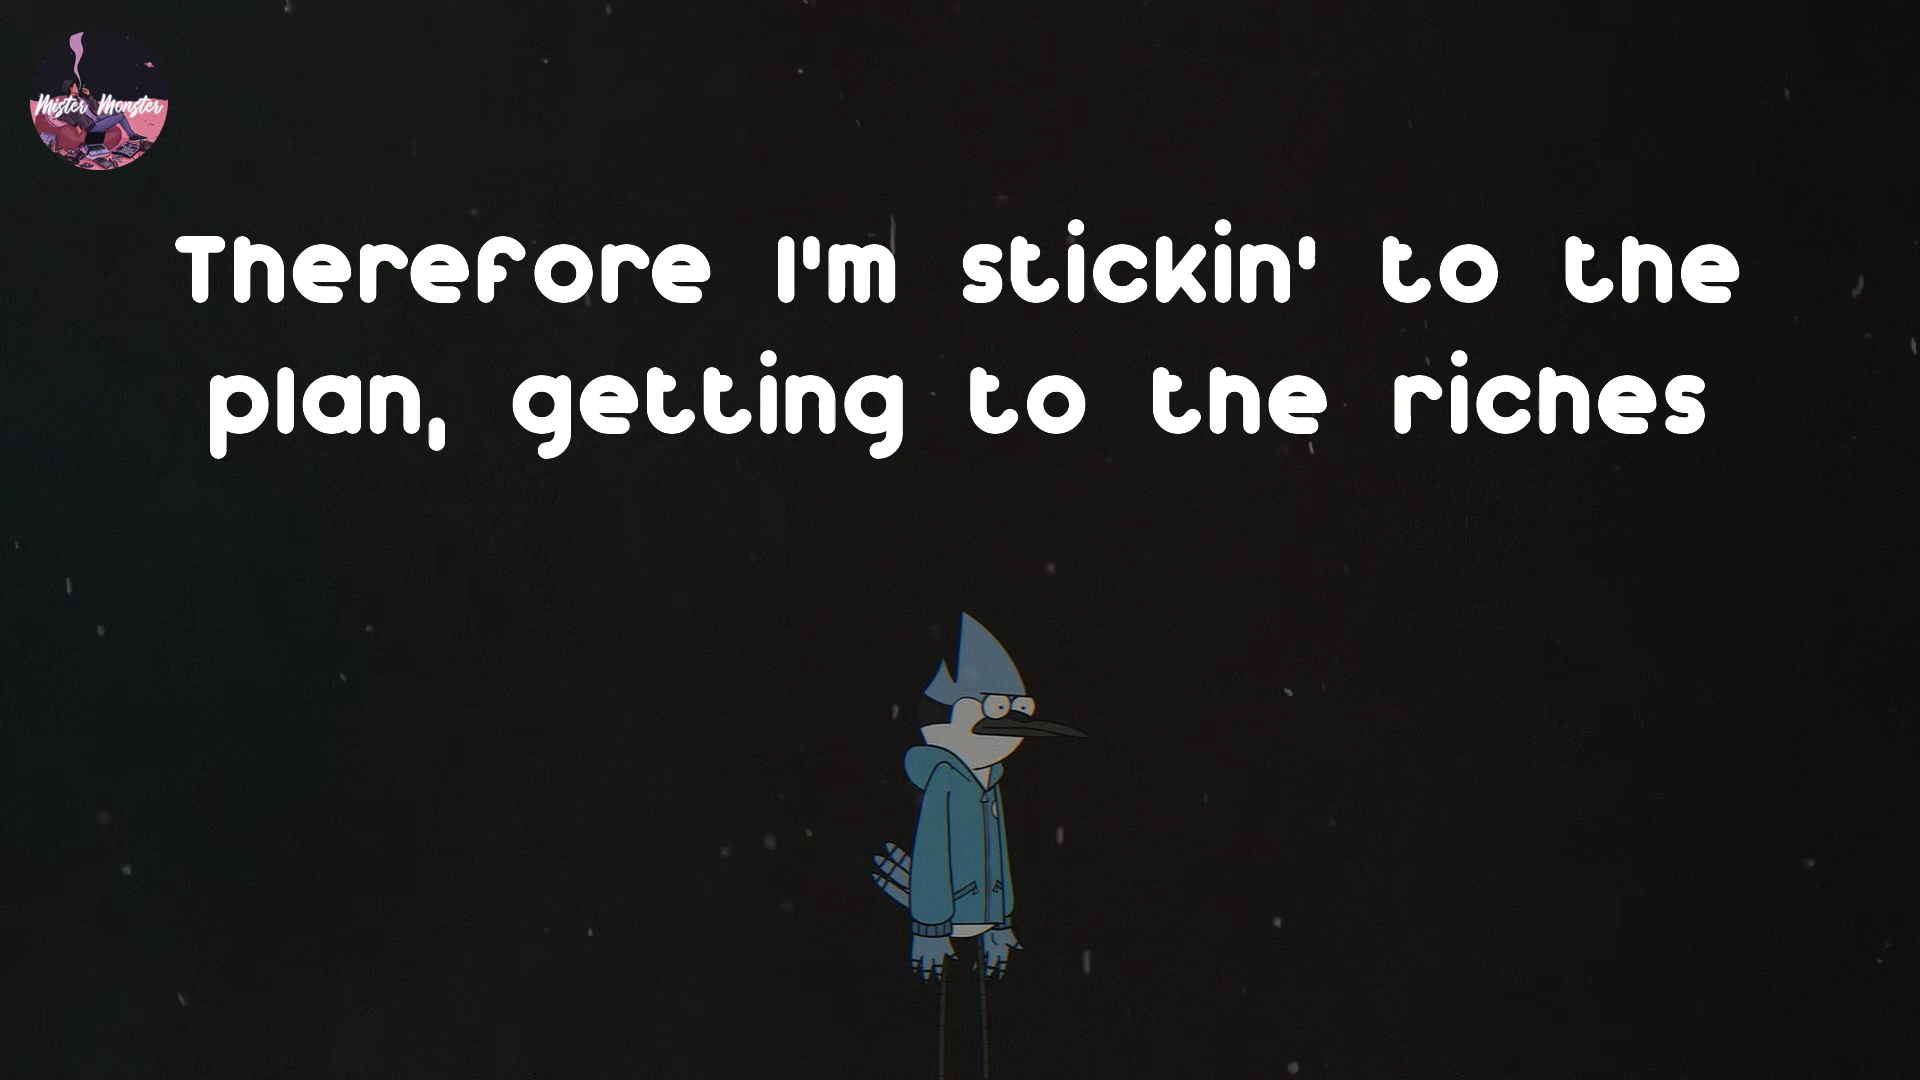 Mister Monster
Therefore I'm stickin' to the
plan, getting to the riches